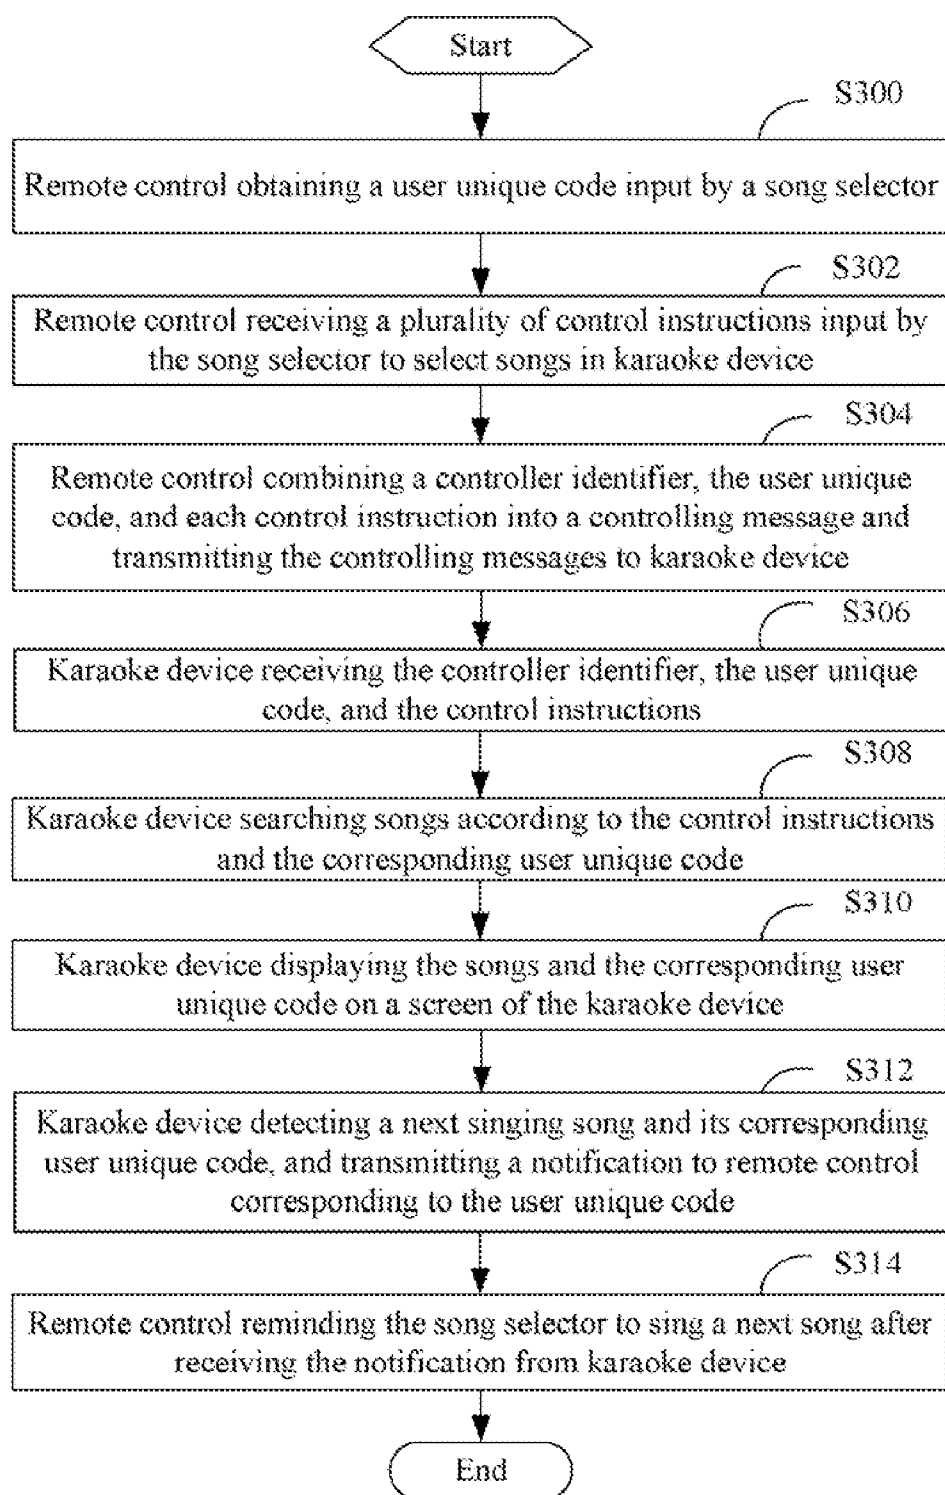 Start
S300
Remote control obtaining a user unique code input by a song selector
S302
Remote control receiving a plurality of control instructions input by
the song selector to select songs in karaoke device
S304
Remote control combining a controller identifier, the user unique
code, and each control instruction into a controlling message and
transmitting the controlling messages to karaoke device
S306
Karaoke device receiving the controller identifier, the user unique
code, and the control instructions
S308
Karaoke device searching songs according to the control instructions
and the corresponding user unique code
S310
Karaoke device displaying the songs and the corresponding user
unique code on a screen of the karaoke device
S312
Karaoke device detecting a next singing song and its corresponding
user unique code, and transmitting a notification to remote control
corresponding to the user unique code
S314
Remote control reminding the song selector to sing a next song after
receiving the notification from karaoke device
End